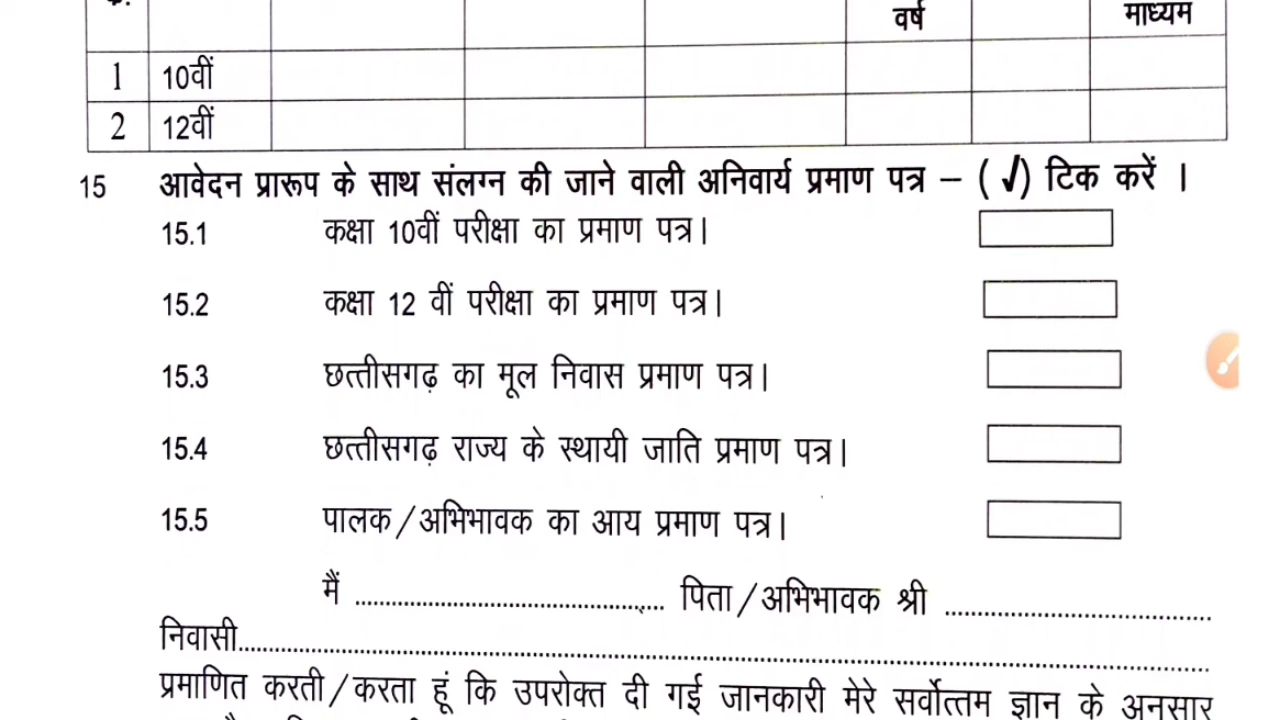 वर्ष माध्यम
1 10वीं
2 12वीं
15 आवेदन प्रारूप के साथ संलग्न की जाने वाली अनिवार्य प्रमाण पत्र – (√) टिक करें ।
15.1 कक्षा 10वीं परीक्षा का प्रमाण पत्र।
15.2 कक्षा 12 वीं परीक्षा का प्रमाण पत्र।
15.3 छत्तीसगढ़ का मूल निवास प्रमाण पत्र।
15.4 छत्तीसगढ़ राज्य के स्थायी जाति प्रमाण पत्र।
15.5 पालक/अभिभावक का आय प्रमाण पत्र।
मैं ........................................ पिता/अभिभावक श्री ..................................
निवासी................................................................................................
प्रमाणित करती/करता हूं कि उपरोक्त दी गई जानकारी मेरे सर्वोत्तम ज्ञान के अनुसार